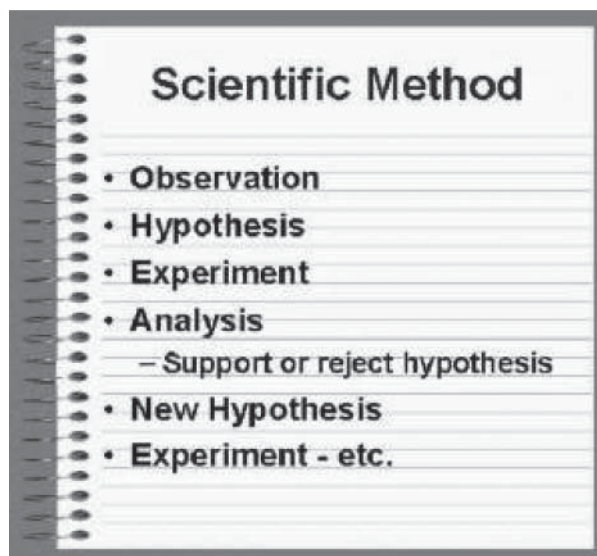 Scientific Method
• Observation
• Hypothesis
• Experiment
• Analysis
– Support or reject hypothesis
• New Hypothesis
• Experiment - etc.